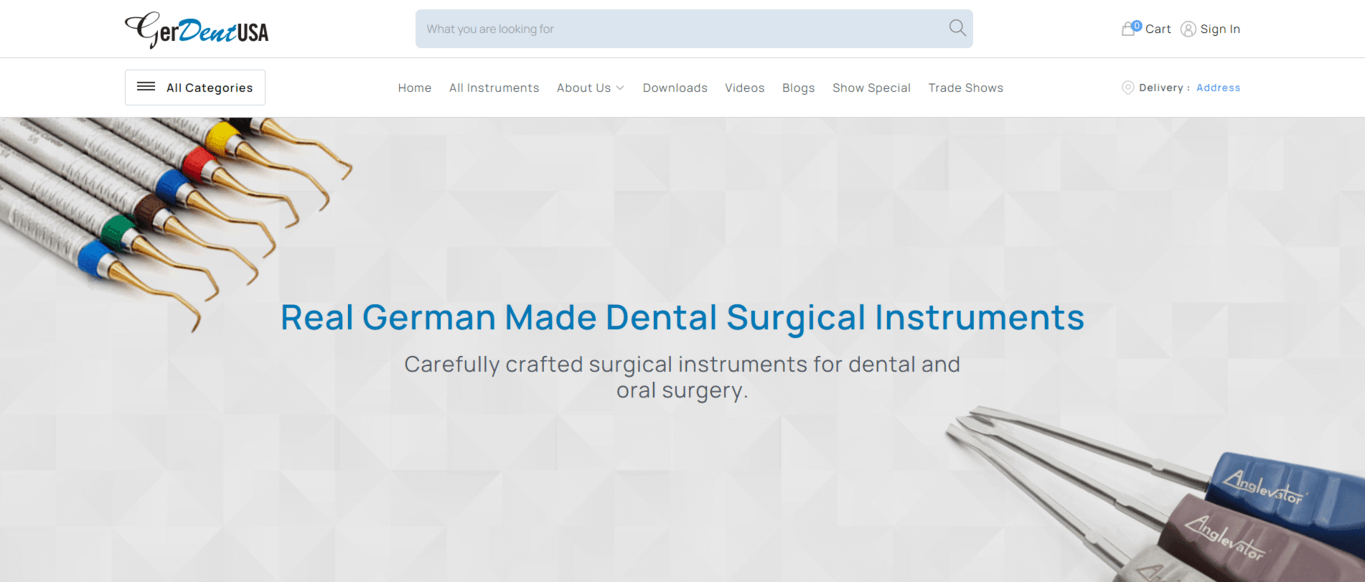 GerDentUSA
What you are looking for
0
Cart
Sign In
All Categories
Home
All Instruments
About Us
Downloads
Videos
Blogs
Show Special
Trade Shows
Delivery :
Address
Real German Made Dental Surgical Instruments
Carefully crafted surgical instruments for dental and
oral surgery.
Anglevator
Anglevator